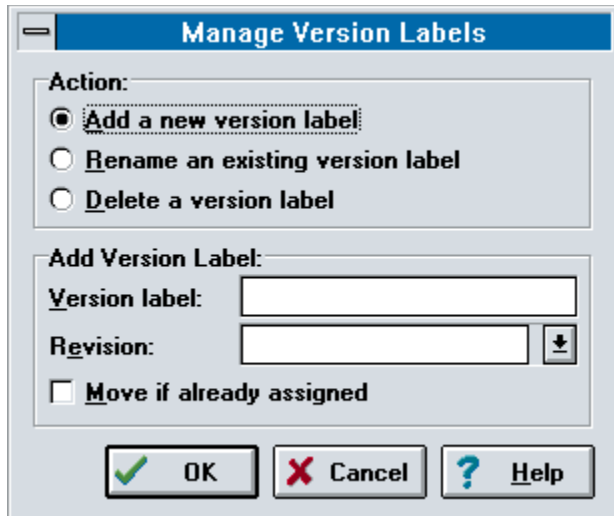 Manage Version Labels
Action:
Add a new version label
Rename an existing version label
Delete a version label
Add Version Label:
Version label:
Revision:
Move if already assigned
OK Cancel Help